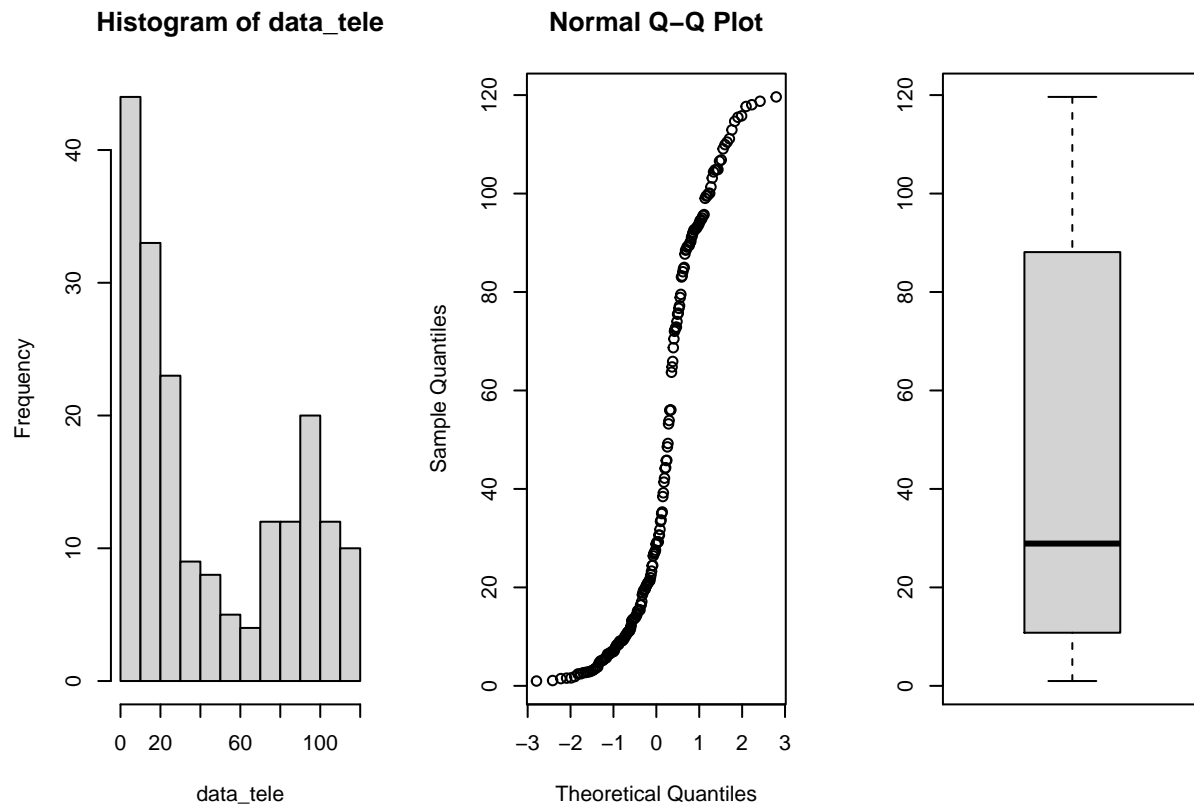 Histogram of data_tele
Frequency
0
10
20
30
40
0 20 60 100
data_tele
Normal Q−Q Plot
Sample Quantiles
0
20
40
60
80
100
120
−3 −2 −1 0 1 2 3
Theoretical Quantiles
0
20
40
60
80
100
120